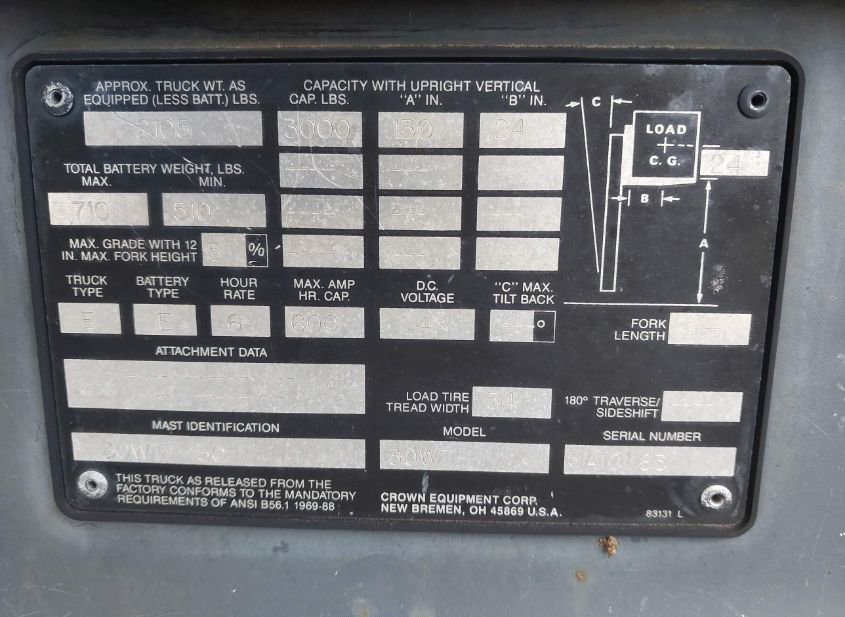 APPROX. TRUCK WT. AS
EQUIPPED (LESS BATT.) LBS.
2105
CAPACITY WITH UPRIGHT VERTICAL
CAP. LBS. "A" IN. "B" IN.
3000 130 24
C
LOAD
C. G.
24
B
A
TOTAL BATTERY WEIGHT, LBS.
MAX. MIN.
710 510
MAX. GRADE WITH 12
IN. MAX. FORK HEIGHT
5 %
TRUCK
TYPE
E
BATTERY
TYPE
E
HOUR
RATE
6
MAX. AMP
HR. CAP.
600
D.C.
VOLTAGE
24
"C" MAX.
TILT BACK
o
FORK
LENGTH
ATTACHMENT DATA
LOAD TIRE
TREAD WIDTH
180° TRAVERSE/
SIDESHIFT
MAST IDENTIFICATION
130
MODEL
30WTF
SERIAL NUMBER
THIS TRUCK AS RELEASED FROM THE
FACTORY CONFORMS TO THE MANDATORY
REQUIREMENTS OF ANSI B56.1 1969-88
CROWN EQUIPMENT CORP.
NEW BREMEN, OH 45869 U.S.A.
83131 L